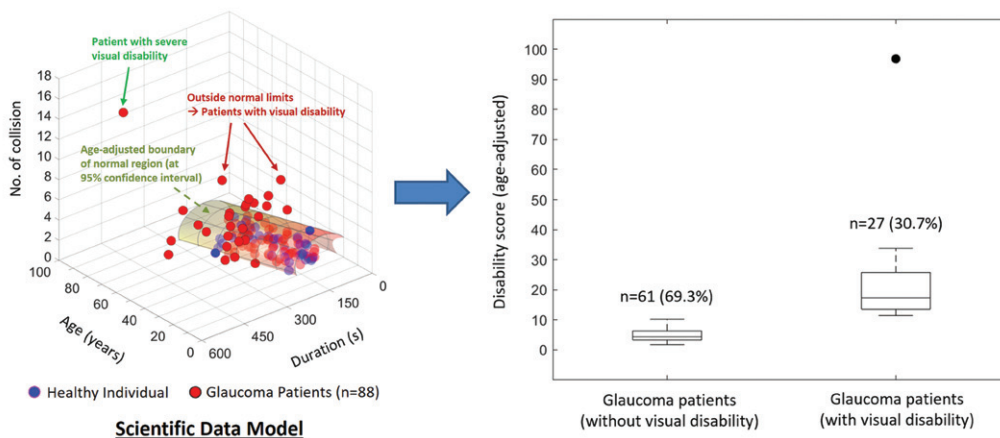 Patient with severe
visual disability
Outside normal limits
→ Patients with visual disability
Age-adjusted boundary
of normal region (at
95% confidence interval)
No. of collision
18
16
14
12
10
8
6
4
2
0
100
80
60
40
20
0
Age (years)
600
450
300
150
0
Duration (s)
Healthy Individual
Glaucoma Patients (n=88)
Scientific Data Model
Disability score (age-adjusted)
100
90
80
70
60
50
40
30
20
10
0
n=61 (69.3%)
n=27 (30.7%)
Glaucoma patients
(without visual disability)
Glaucoma patients
(with visual disability)